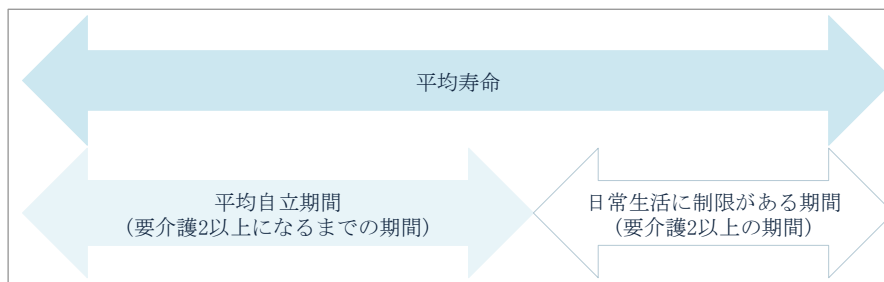 平均寿命
平均自立期間
(要介護2以上になるまでの期間)
日常生活に制限がある期間
(要介護2以上の期間)